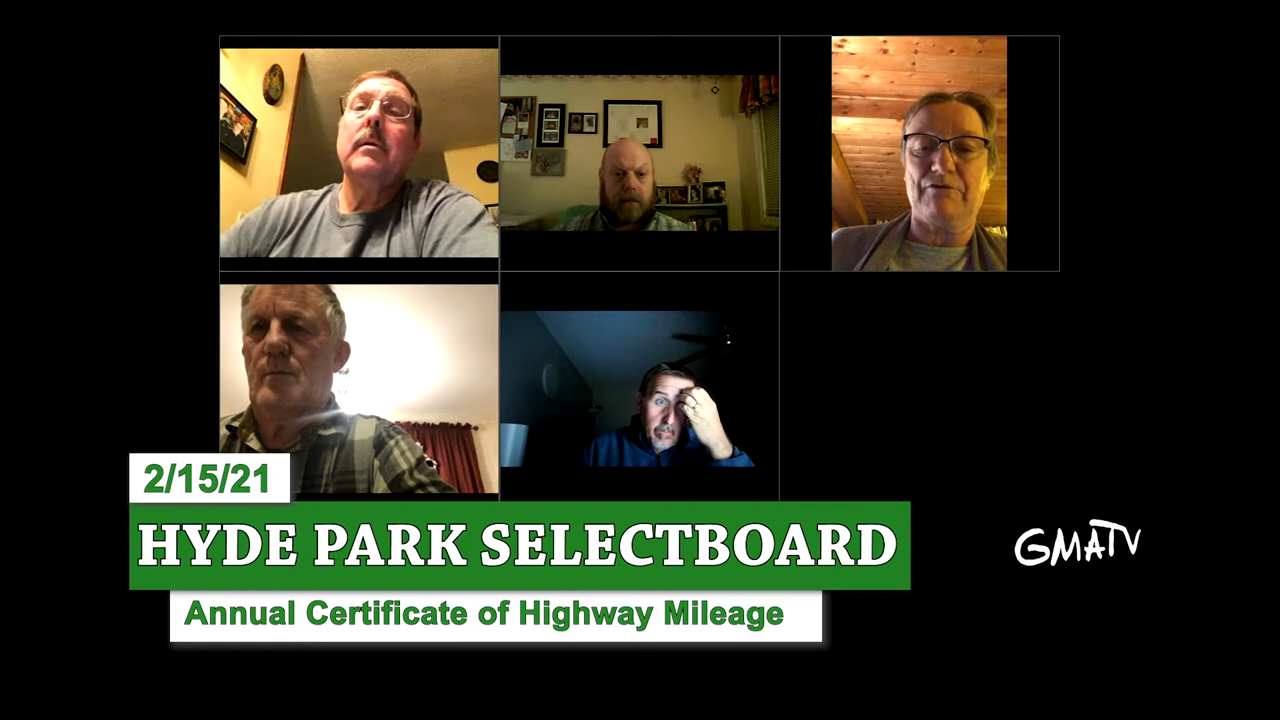 2/15/21
HYDE PARK SELECTBOARD
GMATV
Annual Certificate of Highway Mileage